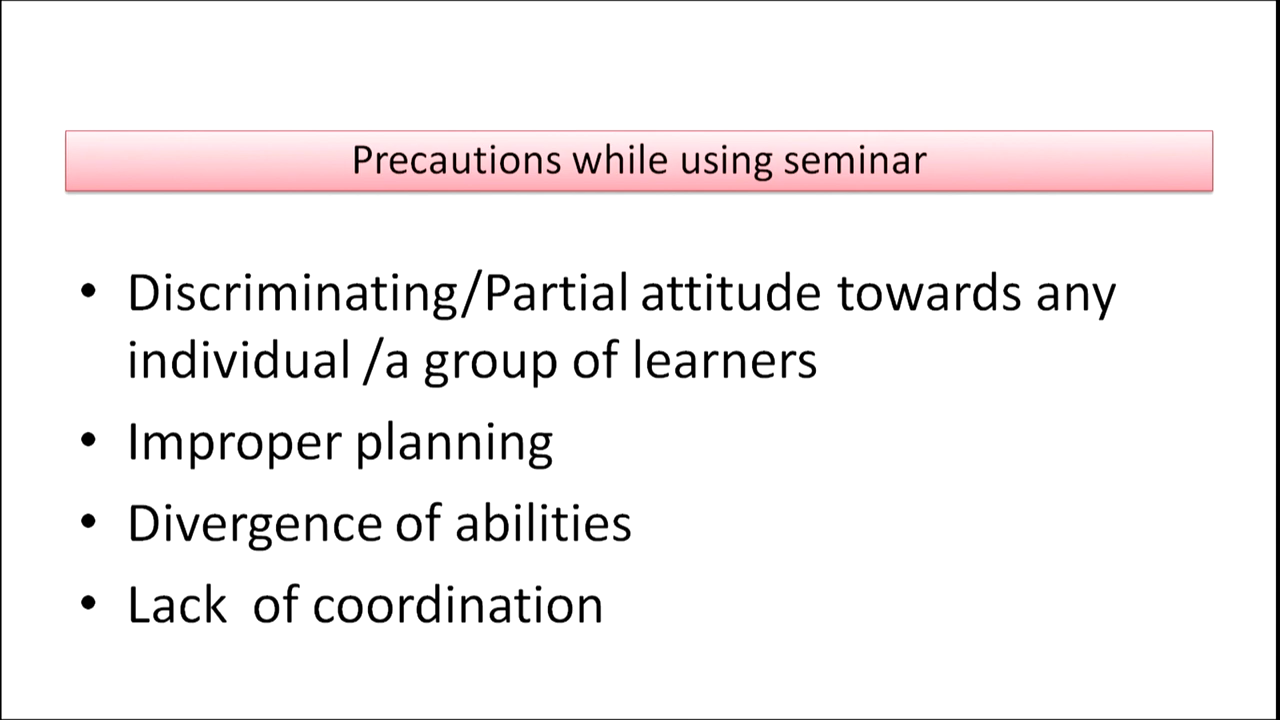 Precautions while using seminar
• Discriminating/Partial attitude towards any
individual /a group of learners
• Improper planning
• Divergence of abilities
• Lack  of coordination